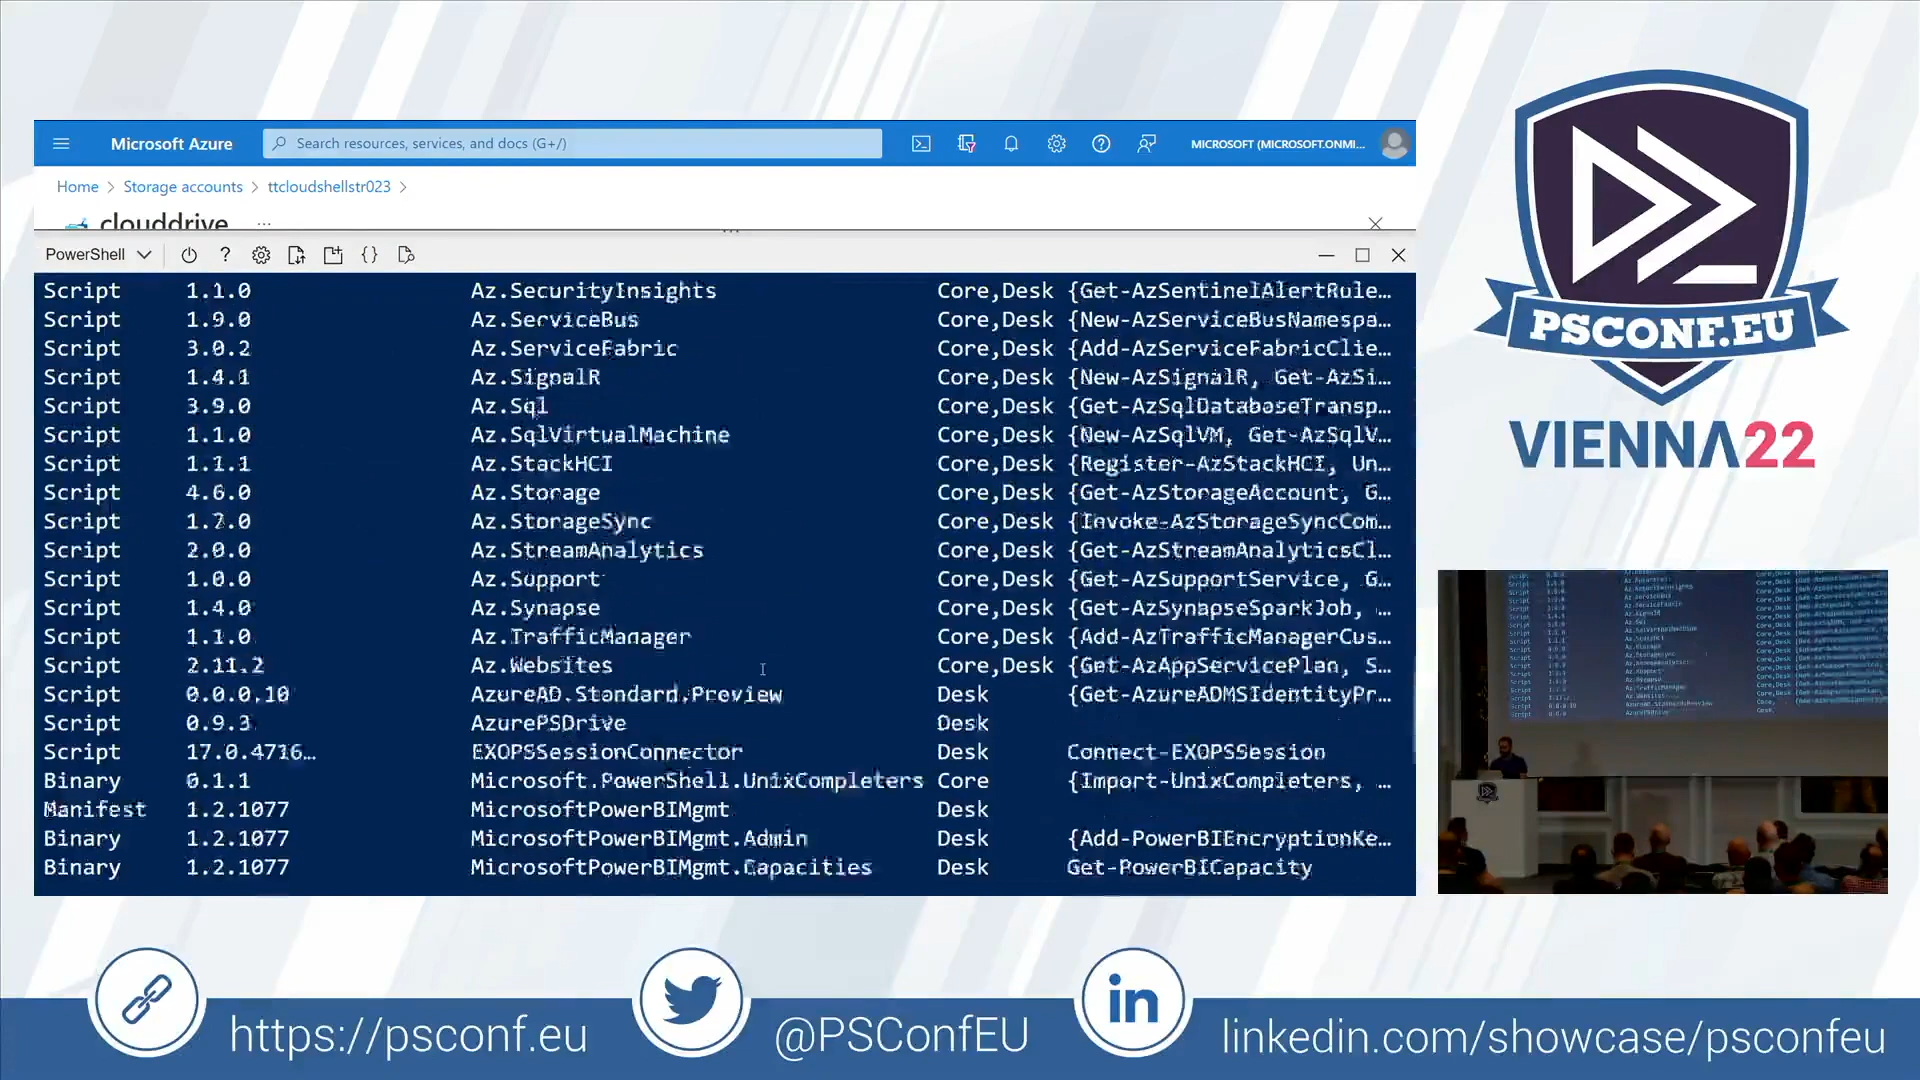 Microsoft Azure
Search resources, services, and docs (G+/)
MICROSOFT (MICROSOFT.ONMI...
Home > Storage accounts > ttcloudshellstr023 >
clouddrive ...
PowerShell
Script 1.1.0 Az.SecurityInsights Core,Desk {Get-AzSentinelAlertRule…
Script 1.9.0 Az.ServiceBus Core,Desk {New-AzServiceBusNamespa…
Script 3.0.2 Az.ServiceFabric Core,Desk {Add-AzServiceFabricClie…
Script 1.4.1 Az.SignalR Core,Desk {New-AzSignalR, Get-AzSi…
Script 3.9.0 Az.Sql Core,Desk {Get-AzSqlDatabaseTransp…
Script 1.1.0 Az.SqlVirtualMachine Core,Desk {New-AzSqlVM, Get-AzSqlV…
Script 1.1.1 Az.StackHCI Core,Desk {Register-AzStackHCI, Un…
Script 4.6.0 Az.Storage Core,Desk {Get-AzStorageAccount, G…
Script 1.7.0 Az.StorageSync Core,Desk {Invoke-AzStorageSyncCom…
Script 2.0.0 Az.StreamAnalytics Core,Desk {Get-AzStreamAnalyticsCl…
Script 1.0.0 Az.Support Core,Desk {Get-AzSupportService, G…
Script 1.4.0 Az.Synapse Core,Desk {Get-AzSynapseSparkJob, …
Script 1.1.0 Az.TrafficManager Core,Desk {Add-AzTrafficManagerCus…
Script 2.11.2 Az.Websites Core,Desk {Get-AzAppServicePlan, S…
Script 0.0.0.10 AzureAD.Standard.Preview Desk {Get-AzureADMSIdentityPr…
Script 0.9.3 AzurePSDrive Desk
Script 17.0.4716… EXOPSSessionConnector Desk Connect-EXOPSSession
Binary 0.1.1 Microsoft.PowerShell.UnixCompleters Core {Import-UnixCompleters, …
Manifest 1.2.1077 MicrosoftPowerBIMgmt Desk
Binary 1.2.1077 MicrosoftPowerBIMgmt.Admin Desk {Add-PowerBIEncryptionKe…
Binary 1.2.1077 MicrosoftPowerBIMgmt.Capacities Desk Get-PowerBICapacity
PSCONF.EU
VIENNA22
https://psconf.eu
@PSConfEU
in
linkedin.com/showcase/psconfeu